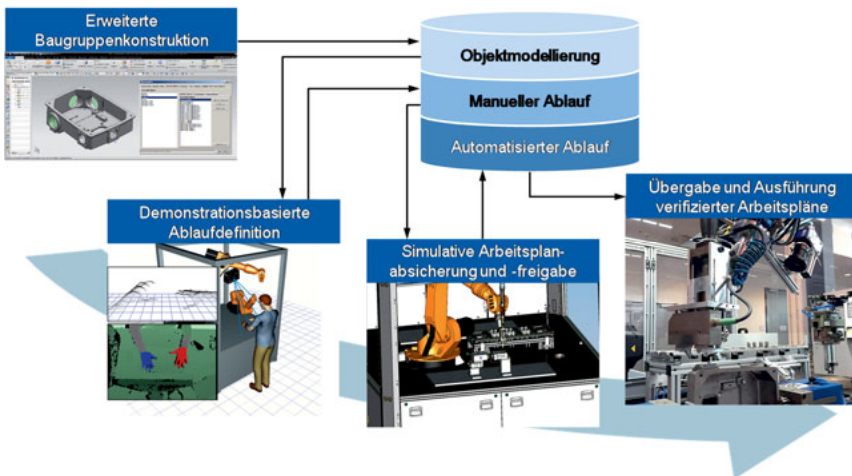 Erweiterte
Baugruppenkonstruktion
Objektmodellierung
Manueller Ablauf
Automatisierter Ablauf
Demonstrationsbasierte
Ablaufdefinition
Simulative Arbeitsplan-
absicherung und -freigabe
Übergabe und Ausführung
verifizierter Arbeitspläne